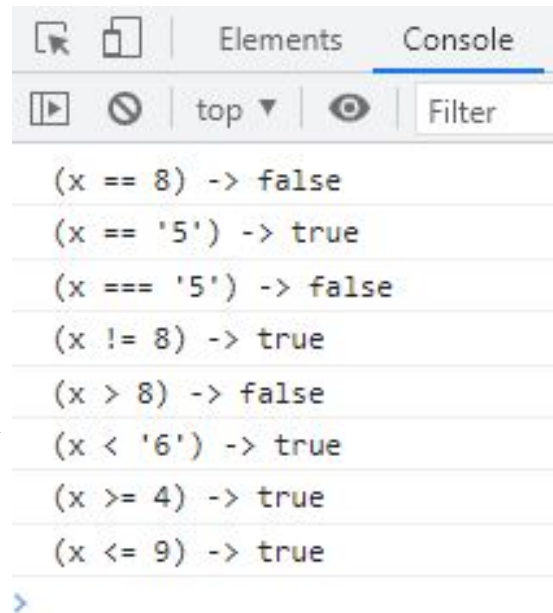 Elements Console
top ▼ Filter
(x == 8) -> false
(x == '5') -> true
(x === '5') -> false
(x != 8) -> true
(x > 8) -> false
(x < '6') -> true
(x >= 4) -> true
(x <= 9) -> true
>